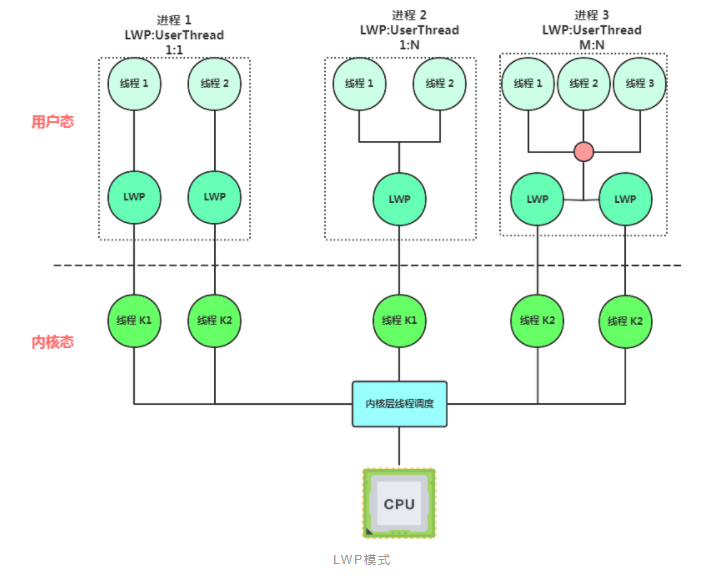 进程 1
LWP:UserThread
1:1
进程 2
LWP:UserThread
1:N
进程 3
LWP:UserThread
M:N
线程 1
线程 2
线程 1
线程 2
线程 1
线程 2
线程 3
用户态
LWP
LWP
LWP
LWP
LWP
线程 K1
线程 K2
线程 K1
线程 K2
线程 K2
内核态
内核层线程调度
CPU
LWP模式